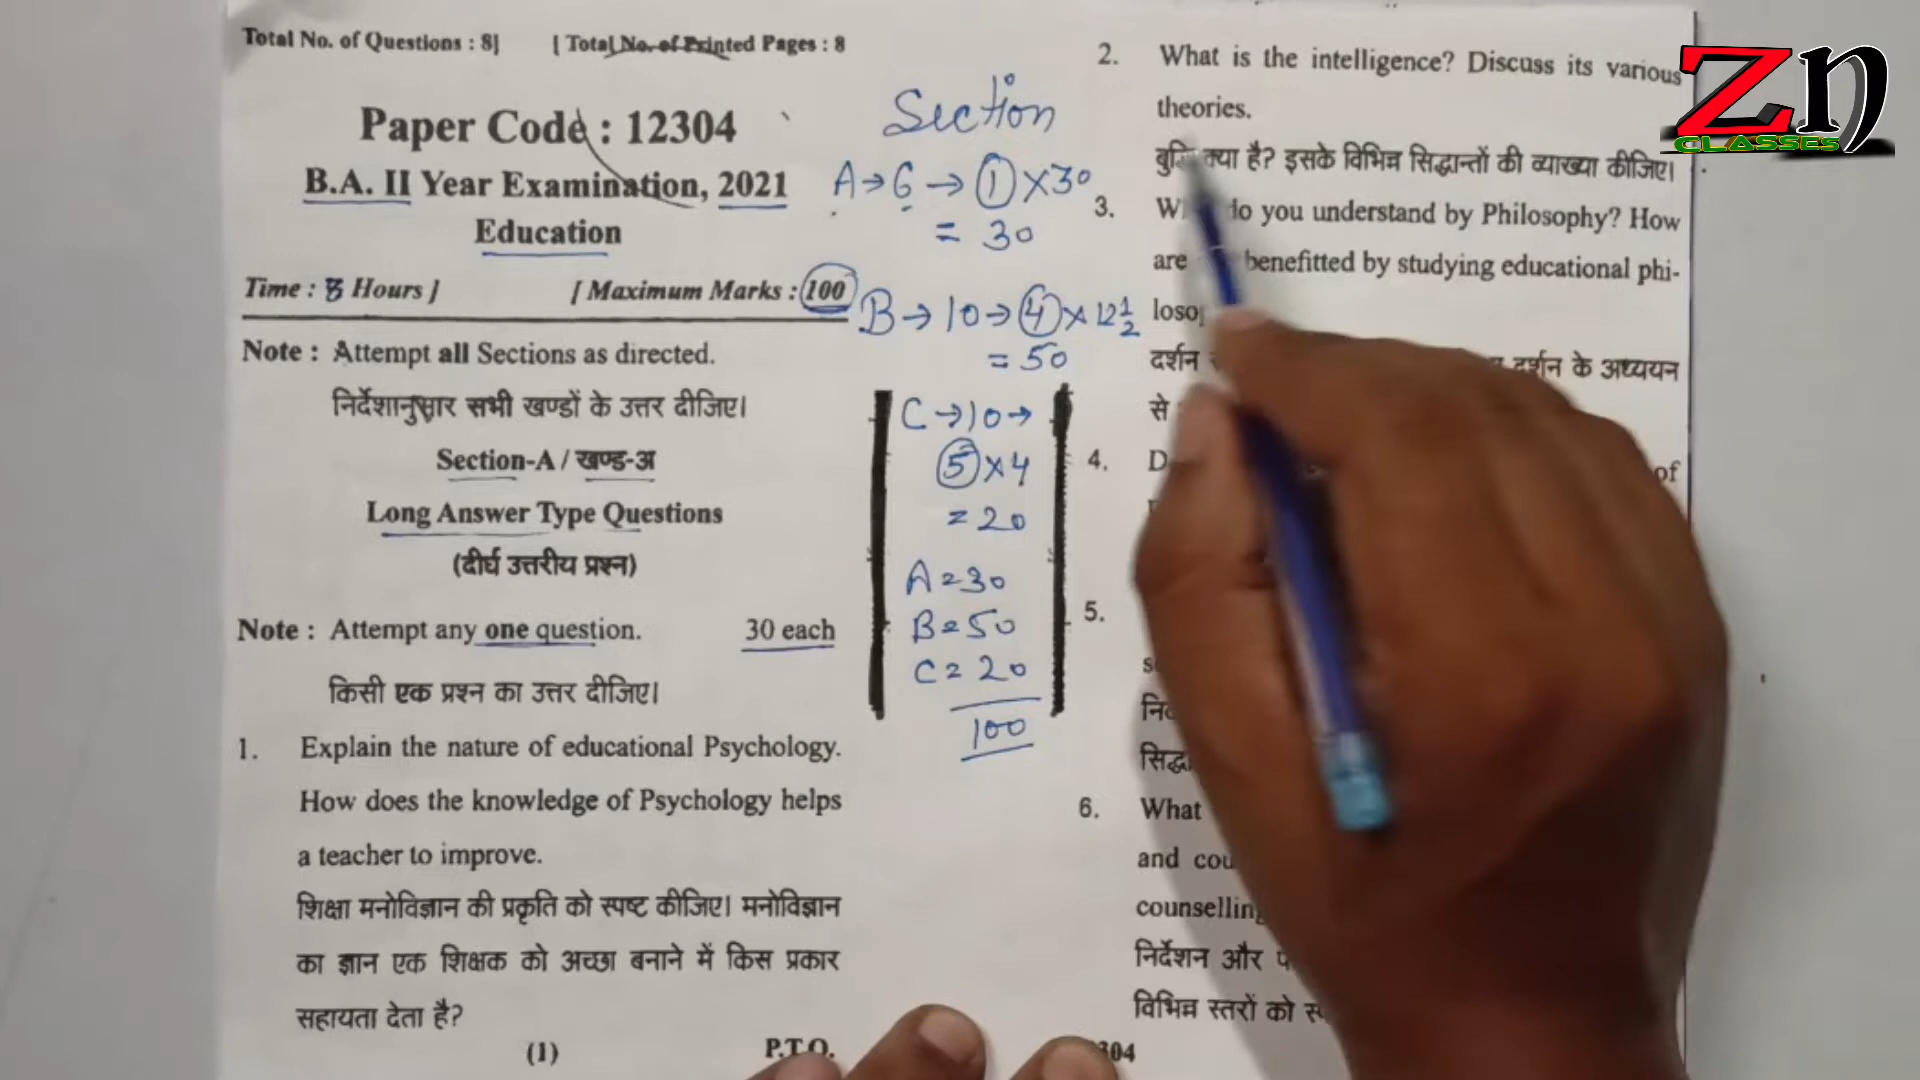 Total No. of Questions : 8] [ Total No. of Printed Pages : 8
Paper Code : 12304
B.A. II Year Examination, 2021
Education
Time : 3 Hours ] [ Maximum Marks : 100
Note : Attempt all Sections as directed.
निर्देशानुसार सभी खण्डों के उत्तर दीजिए।
Section-A / खण्ड-अ
Long Answer Type Questions
(दीर्घ उत्तरीय प्रश्न)
Note : Attempt any one question. 30 each
किसी एक प्रश्न का उत्तर दीजिए।
1. Explain the nature of educational Psychology.
How does the knowledge of Psychology helps
a teacher to improve.
शिक्षा मनोविज्ञान की प्रकृति को स्पष्ट कीजिए। मनोविज्ञान
का ज्ञान एक शिक्षक को अच्छा बनाने में किस प्रकार
सहायता देता है?
(1) P.T.O.
Section
A → 6 → 1 × 30
= 30
B → 10 → 4 × 12 1/2
= 50
C → 10 →
5 × 4
= 20
A = 30
B = 50
C = 20
100
2. What is the intelligence? Discuss its various
theories.
बुद्धि क्या है? इसके विभिन्न सिद्धान्तों की व्याख्या कीजिए।
3. do you understand by Philosophy? How
are benefitted by studying educational phi-
दर्शन दर्शन के अध्ययन
से
4. of
5.
6. What
and
counselling
निर्देशन और
विभिन्न स्तरों को
Zn
CLASSES